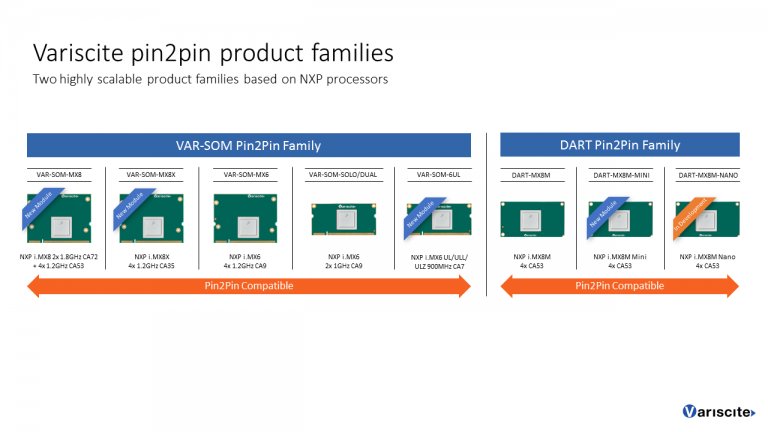 Variscite pin2pin product families
Two highly scalable product families based on NXP processors
VAR-SOM Pin2Pin Family
VAR-SOM-MX8
New Module
NXP i.MX8 2x 1.8GHz CA72
+ 4x 1.2GHz CA53
VAR-SOM-MX8X
New Module
NXP i.MX8X
4x 1.2GHz CA35
VAR-SOM-MX6
Variscite
NXP i.MX6
4x 1.2GHz CA9
VAR-SOM-SOLO/DUAL
NXP i.MX6
2x 1GHz CA9
VAR-SOM-6UL
New Module
NXP i.MX6 UL/ULL/
ULZ 900MHz CA7
Pin2Pin Compatible
DART Pin2Pin Family
DART-MX8M
NXP i.MX8M
4x CA53
DART-MX8M-MINI
New Module
NXP i.MX8M Mini
4x CA53
DART-MX8M-NANO
In Development
NXP i.MX8M Nano
4x CA53
Pin2Pin Compatible
Variscite